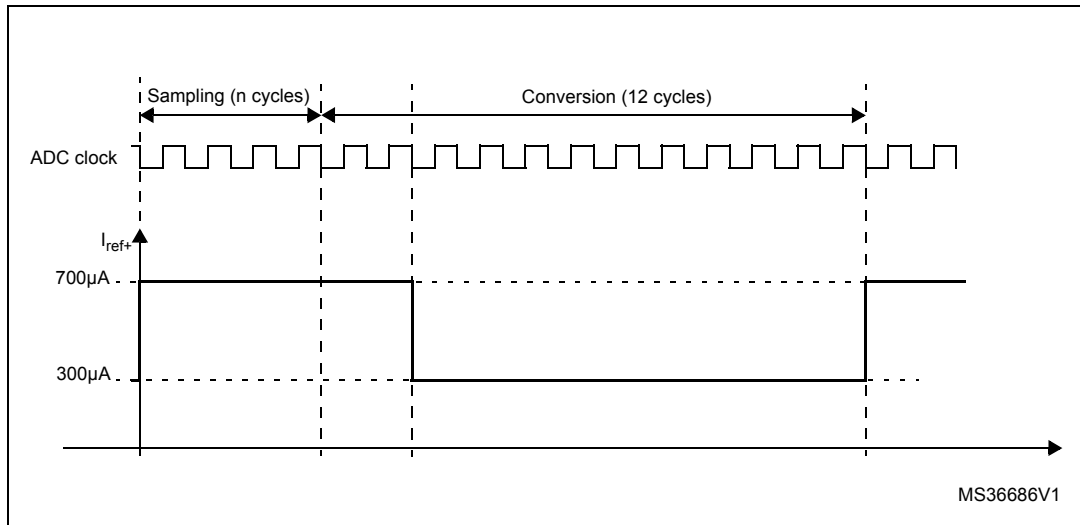 Sampling (n cycles)
Conversion (12 cycles)
ADC clock
Iref+
700µA
300µA
MS36686V1